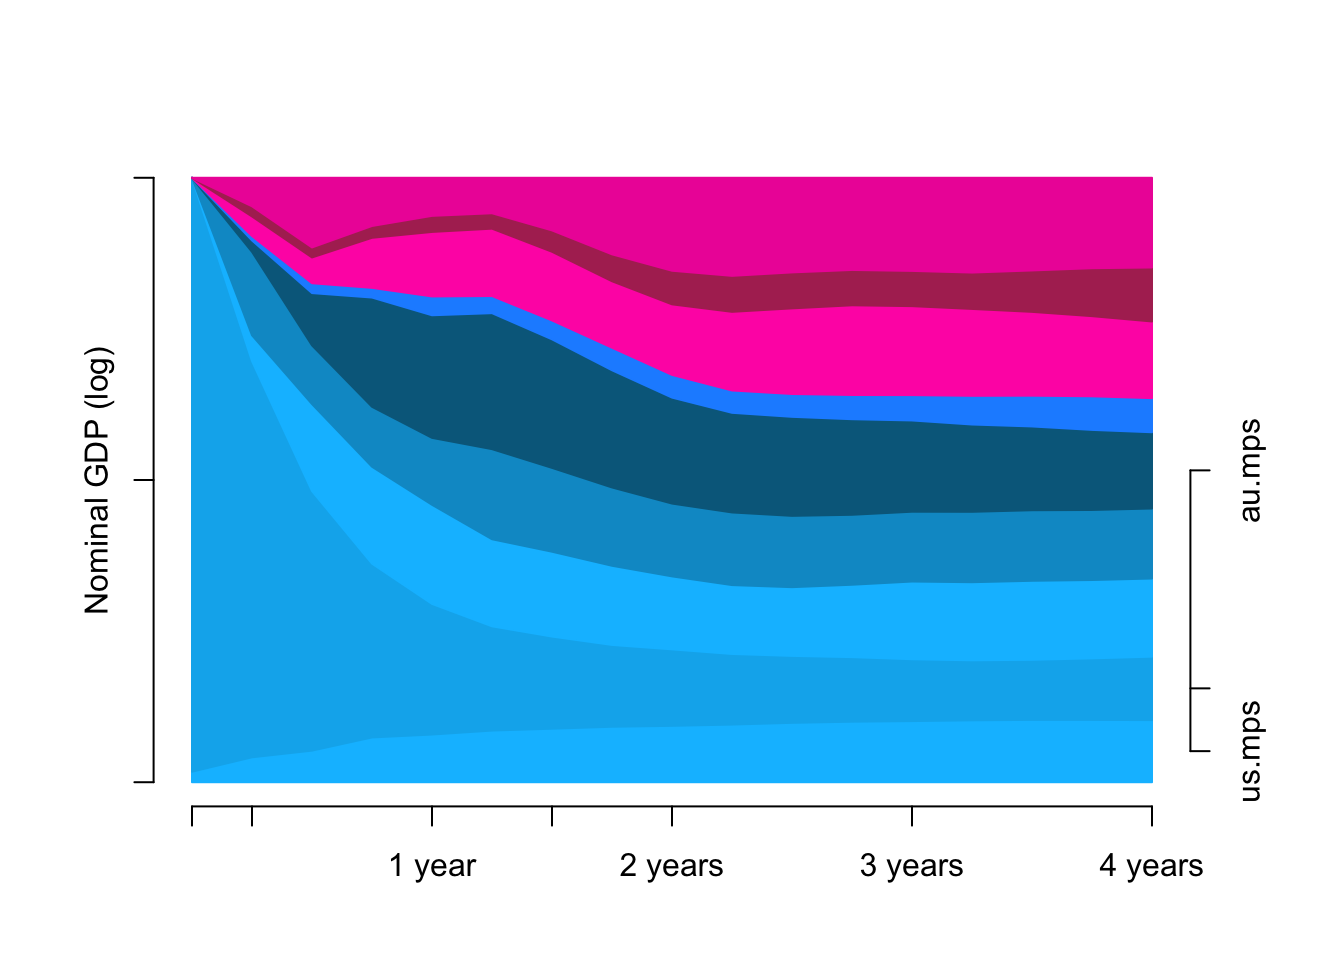 Nominal GDP (log)
au.mps
us.mps
1 year
2 years
3 years
4 years